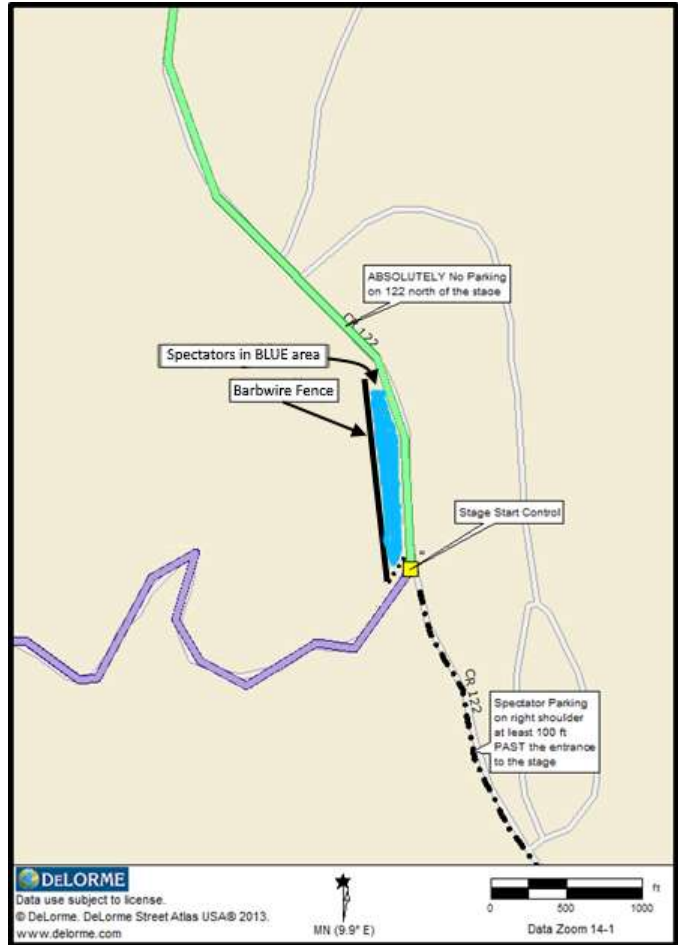 ABSOLUTELY No Parking
on 122 north of the stage
CR 122
Spectators in BLUE area
Barbwire Fence
Stage Start Control
CR 122
Spectator Parking
on right shoulder
at least 100 ft
PAST the entrance
to the stage
DELORME
Data use subject to license.
© DeLorme. DeLorme Street Atlas USA® 2013.
www.delorme.com
MN (9.9° E)
ft
0 500 1000
Data Zoom 14-1